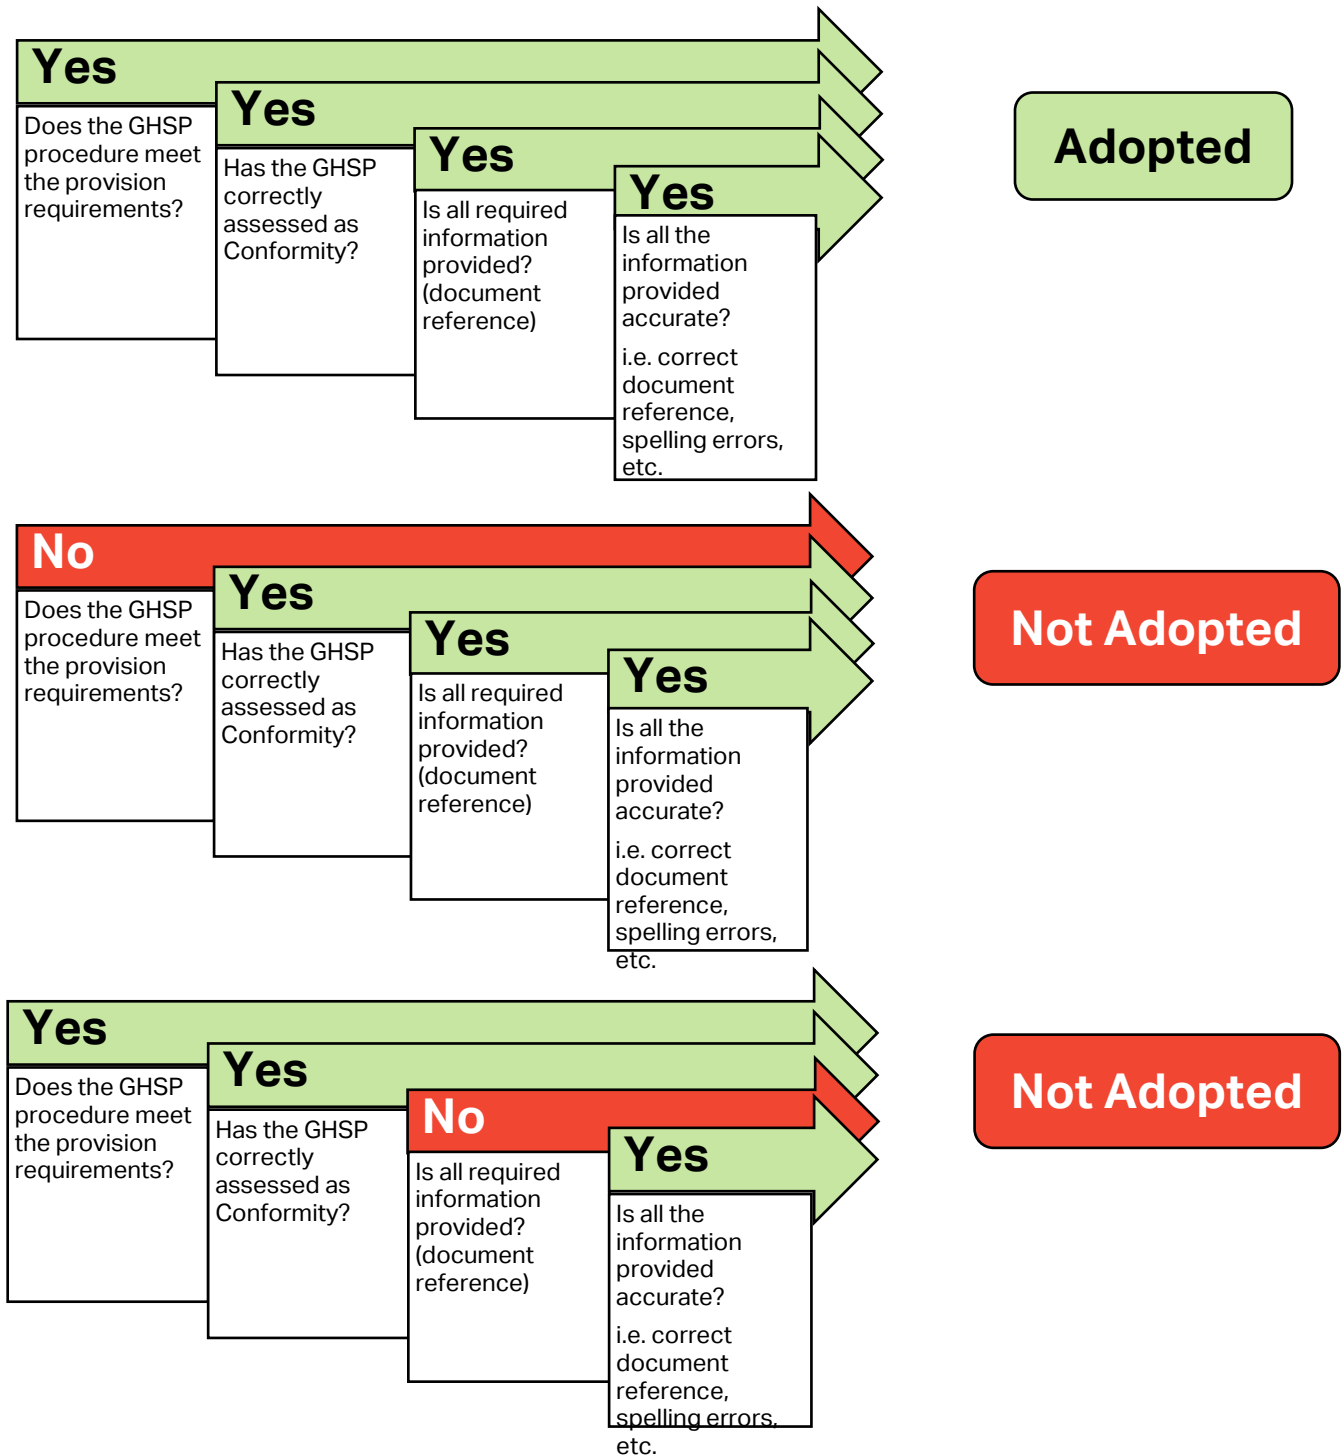 Yes
Does the GHSP
procedure meet
the provision
requirements?
Yes
Has the GHSP
correctly
assessed as
Conformity?
Yes
Is all required
information
provided?
(document
reference)
Yes
Is all the
information
provided
accurate?
i.e. correct
document
reference,
spelling errors,
etc.
Adopted
No
Does the GHSP
procedure meet
the provision
requirements?
Yes
Has the GHSP
correctly
assessed as
Conformity?
Yes
Is all required
information
provided?
(document
reference)
Yes
Is all the
information
provided
accurate?
i.e. correct
document
reference,
spelling errors,
etc.
Not Adopted
Yes
Does the GHSP
procedure meet
the provision
requirements?
Yes
Has the GHSP
correctly
assessed as
Conformity?
No
Is all required
information
provided?
(document
reference)
Yes
Is all the
information
provided
accurate?
i.e. correct
document
reference,
spelling errors,
etc.
Not Adopted